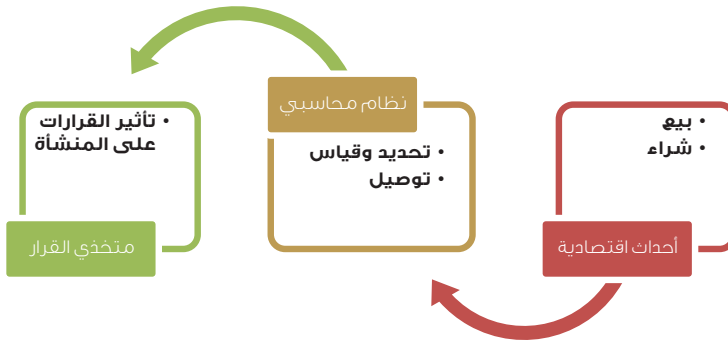 بيع
شراء
أحداث اقتصادية
نظام محاسبي
تحديد وقياس
توصيل
تأثير القرارات
على المنشأة
متخذي القرار